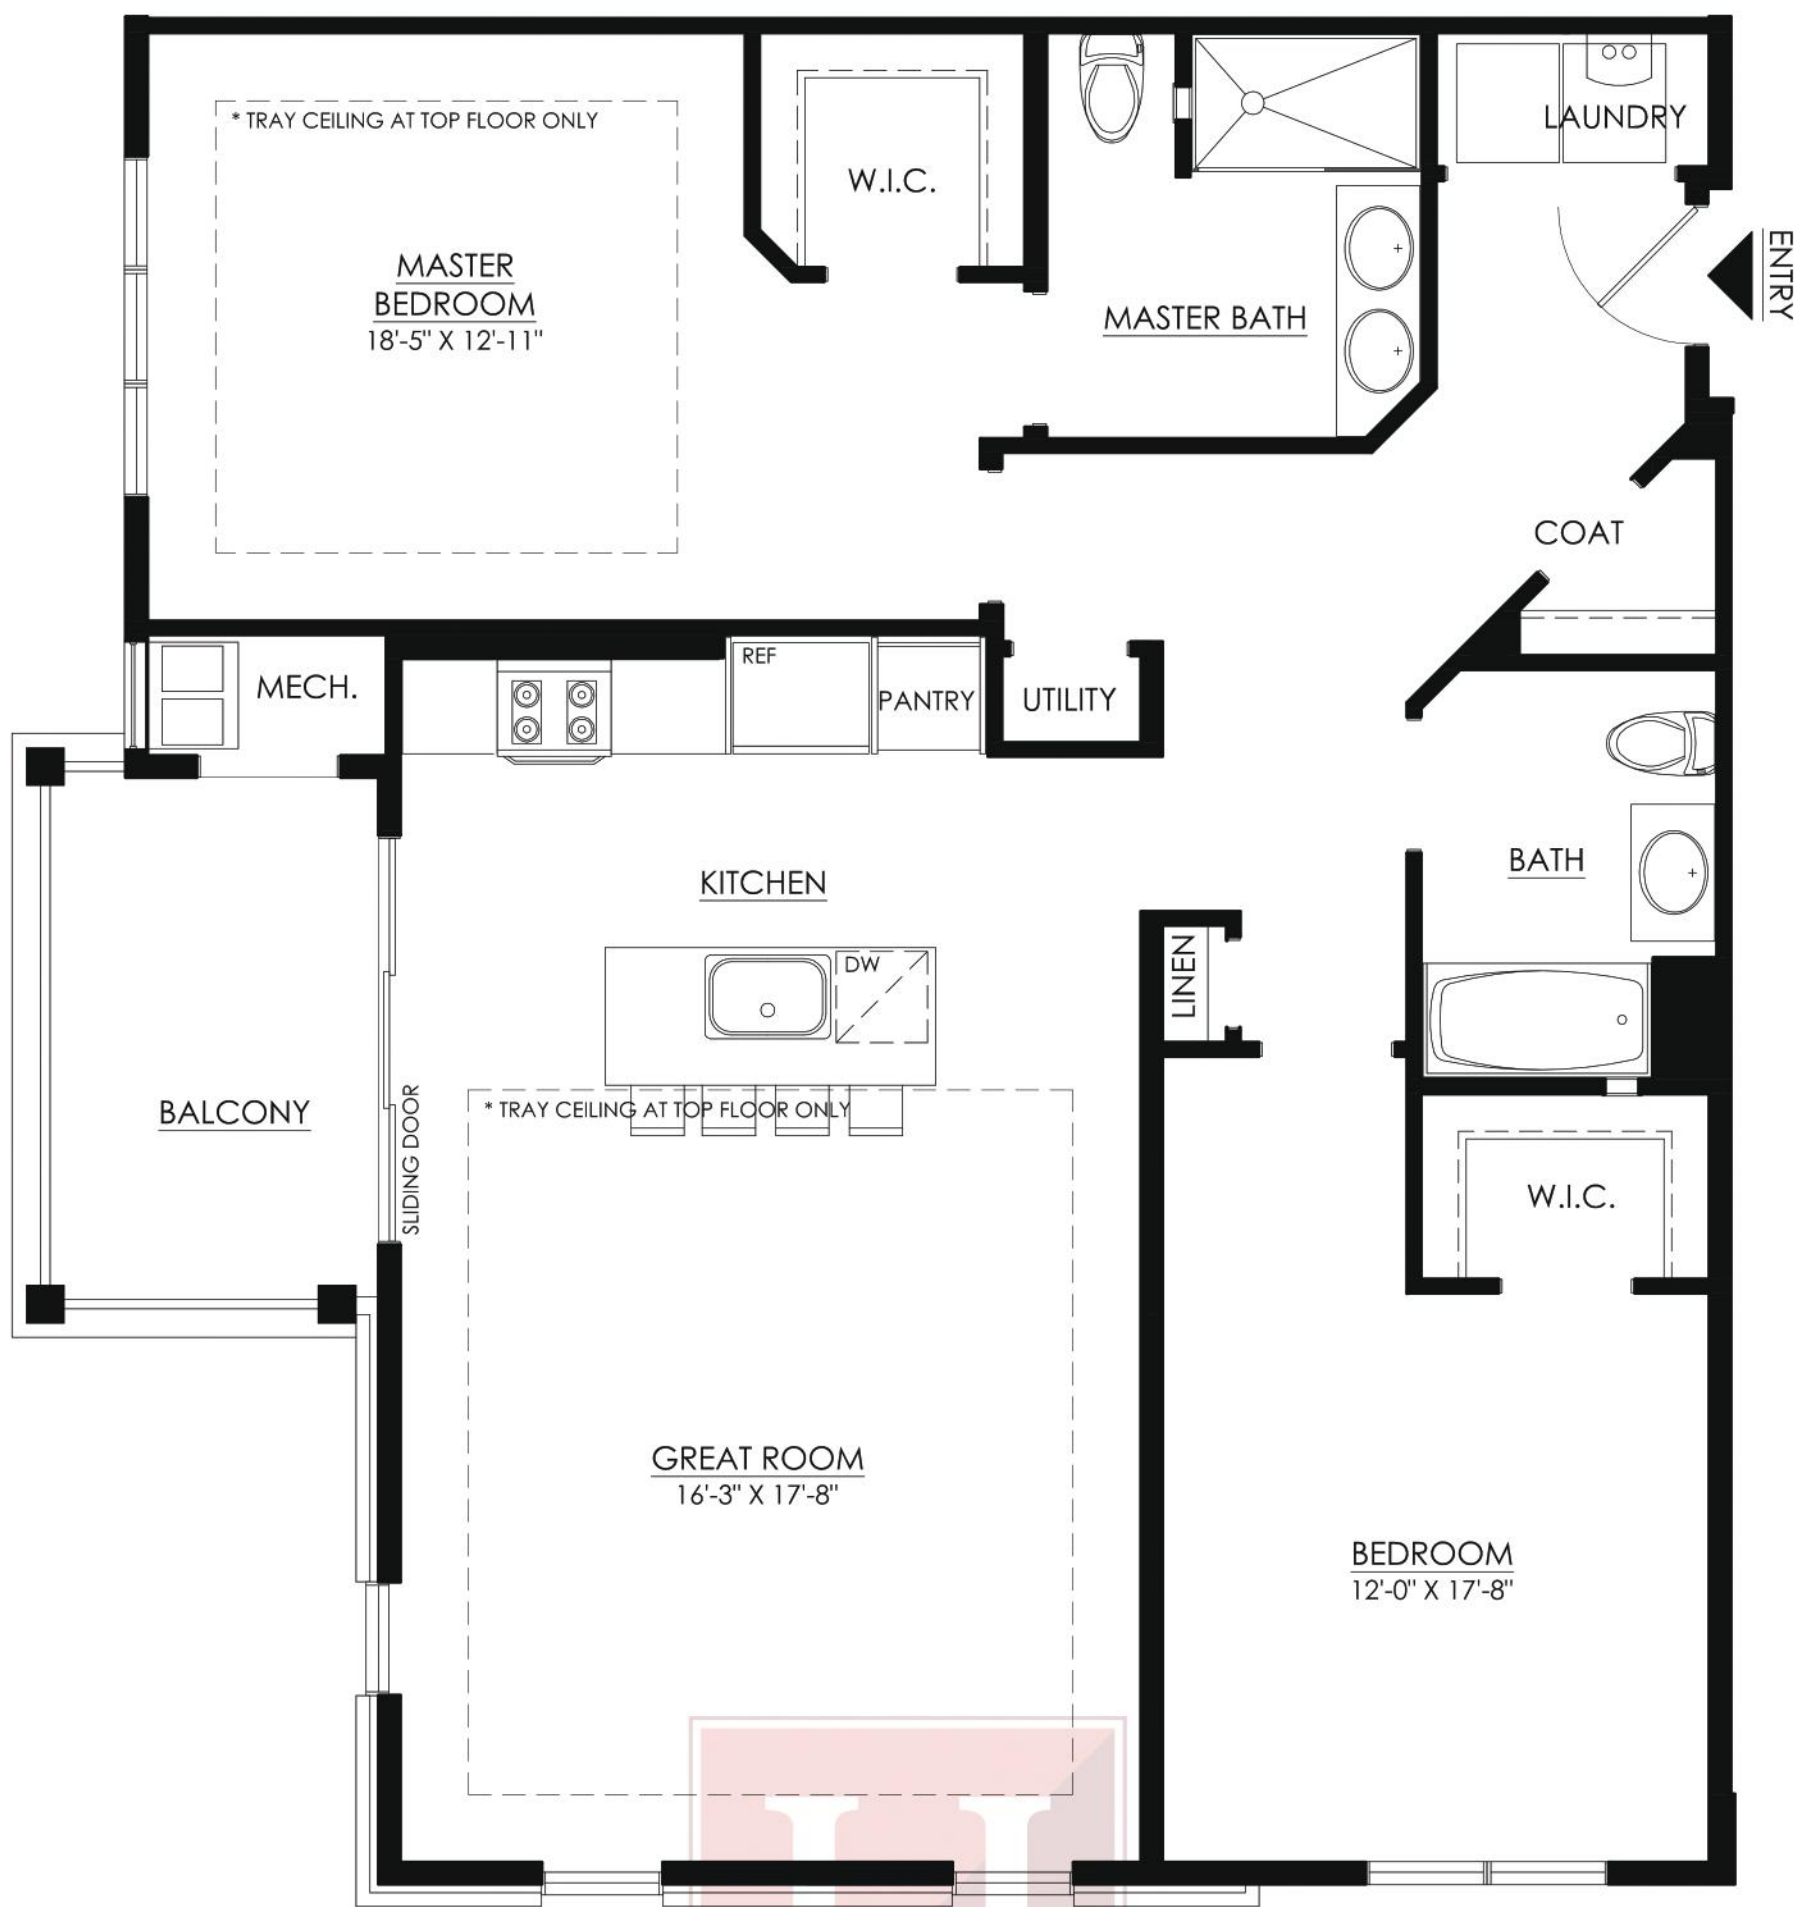 * TRAY CEILING AT TOP FLOOR ONLY
LAUNDRY
W.I.C.
ENTRY
MASTER
BEDROOM
18'-5" X 12'-11"
MASTER BATH
COAT
REF
MECH.
PANTRY
UTILITY
BATH
KITCHEN
LINEN
DW
BALCONY
SLIDING DOOR
* TRAY CEILING AT TOP FLOOR ONLY
W.I.C.
GREAT ROOM
16'-3" X 17'-8"
BEDROOM
12'-0" X 17'-8"